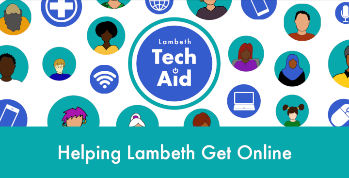 Lambeth
Tech
Aid
Helping Lambeth Get Online